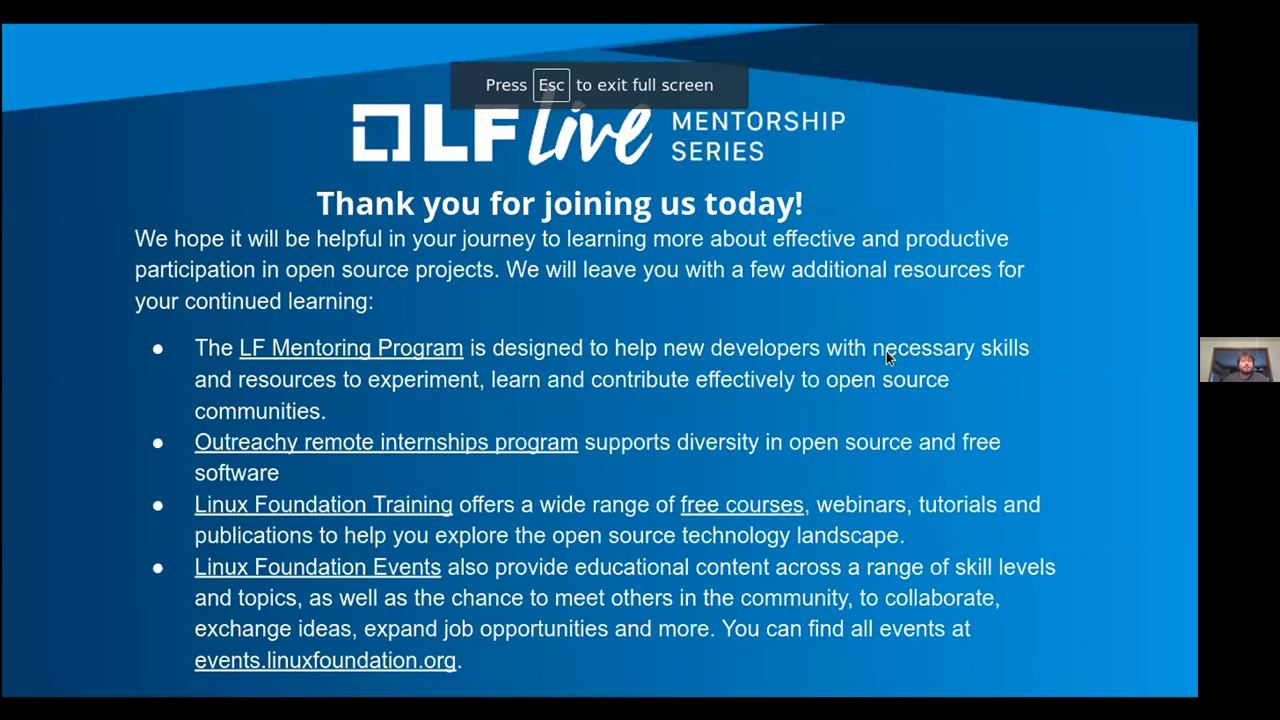 Press Esc to exit full screen
LF live MENTORSHIP
SERIES
Thank you for joining us today!
We hope it will be helpful in your journey to learning more about effective and productive
participation in open source projects. We will leave you with a few additional resources for
your continued learning:
● The LF Mentoring Program is designed to help new developers with necessary skills
and resources to experiment, learn and contribute effectively to open source
communities.
● Outreachy remote internships program supports diversity in open source and free
software
● Linux Foundation Training offers a wide range of free courses, webinars, tutorials and
publications to help you explore the open source technology landscape.
● Linux Foundation Events also provide educational content across a range of skill levels
and topics, as well as the chance to meet others in the community, to collaborate,
exchange ideas, expand job opportunities and more. You can find all events at
events.linuxfoundation.org.